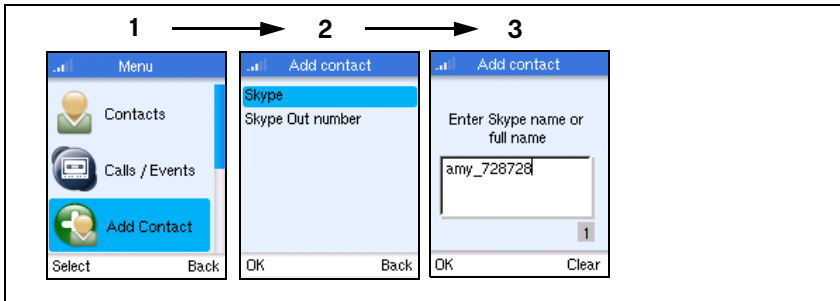 1 2 3
Menu
Contacts
Calls / Events
Add Contact
Select Back
Add contact
Skype
Skype Out number
OK Back
Add contact
Enter Skype name or
full name
amy_728728
1
OK Clear